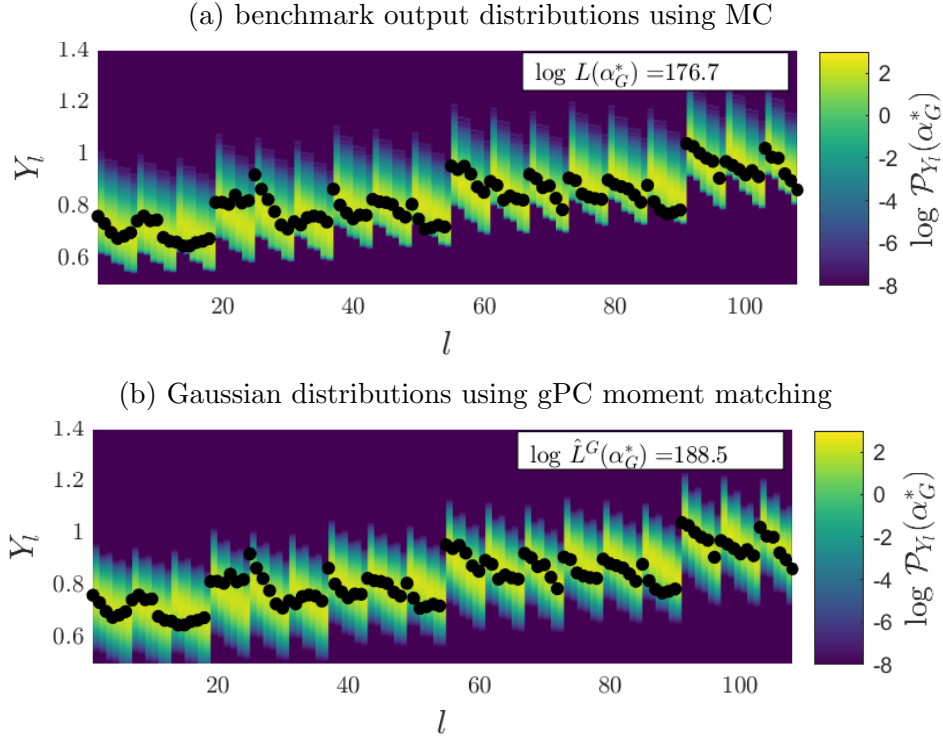 (a) benchmark output distributions using MC
log L(α*_G) =176.7
1.4
1.2
1
0.8
0.6
Y_l
20 40 60 80 100
l
2
0
-2
-4
-6
-8
log 𝒫_{Y_l}(α*_G)
(b) Gaussian distributions using gPC moment matching
log L̂^G(α*_G) =188.5
1.4
1.2
1
0.8
0.6
Y_l
20 40 60 80 100
l
2
0
-2
-4
-6
-8
log 𝒫_{Y_l}(α*_G)